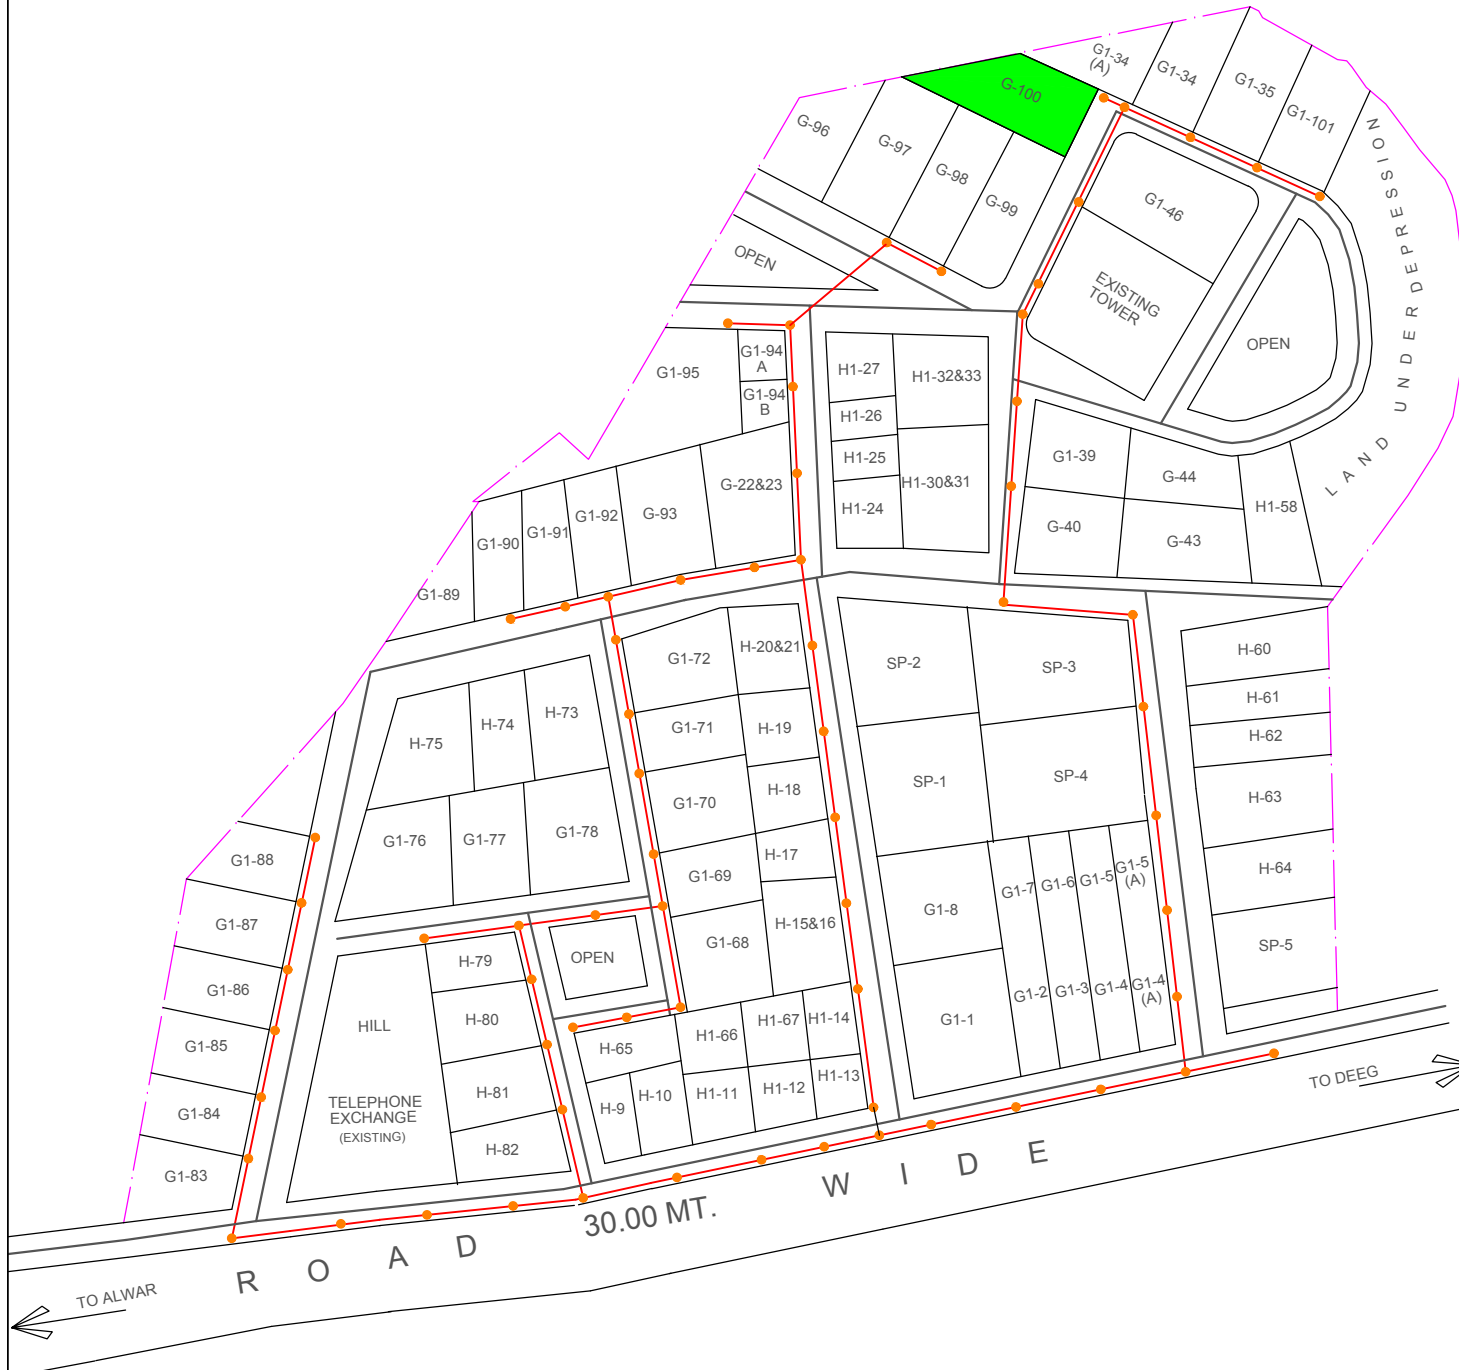 G1-34
(A)
G1-34
G1-35
G1-101
G-100
G-96
G-97
G-98
G-99
G1-46
EXISTING
TOWER
OPEN
OPEN
LAND UNDER DEPRESSION
G1-95
G1-94
A
G1-94
B
H1-27
H1-32&33
H1-26
H1-25
H1-30&31
H1-24
G1-39
G-44
G-40
G-43
H1-58
G-22&23
G-93
G1-92
G1-91
G1-90
G1-89
G1-72
H-20&21
SP-2
SP-3
H-60
H-61
H-62
H-63
H-64
SP-5
H-75
H-74
H-73
G1-71
H-19
SP-1
SP-4
G1-70
H-18
G1-76
G1-77
G1-78
G1-69
H-17
G1-88
G1-87
G1-86
G1-85
G1-84
G1-83
G1-8
G1-7
G1-6
G1-5
G1-5
(A)
G1-68
H-15&16
OPEN
H-79
H-80
H-81
H-82
HILL
TELEPHONE
EXCHANGE
(EXISTING)
G1-1
G1-2
G1-3
G1-4
G1-4
(A)
H-65
H1-66
H1-67
H1-14
H-9
H-10
H1-11
H1-12
H1-13
TO DEEG
ROAD 30.00 MT. WIDE
TO ALWAR